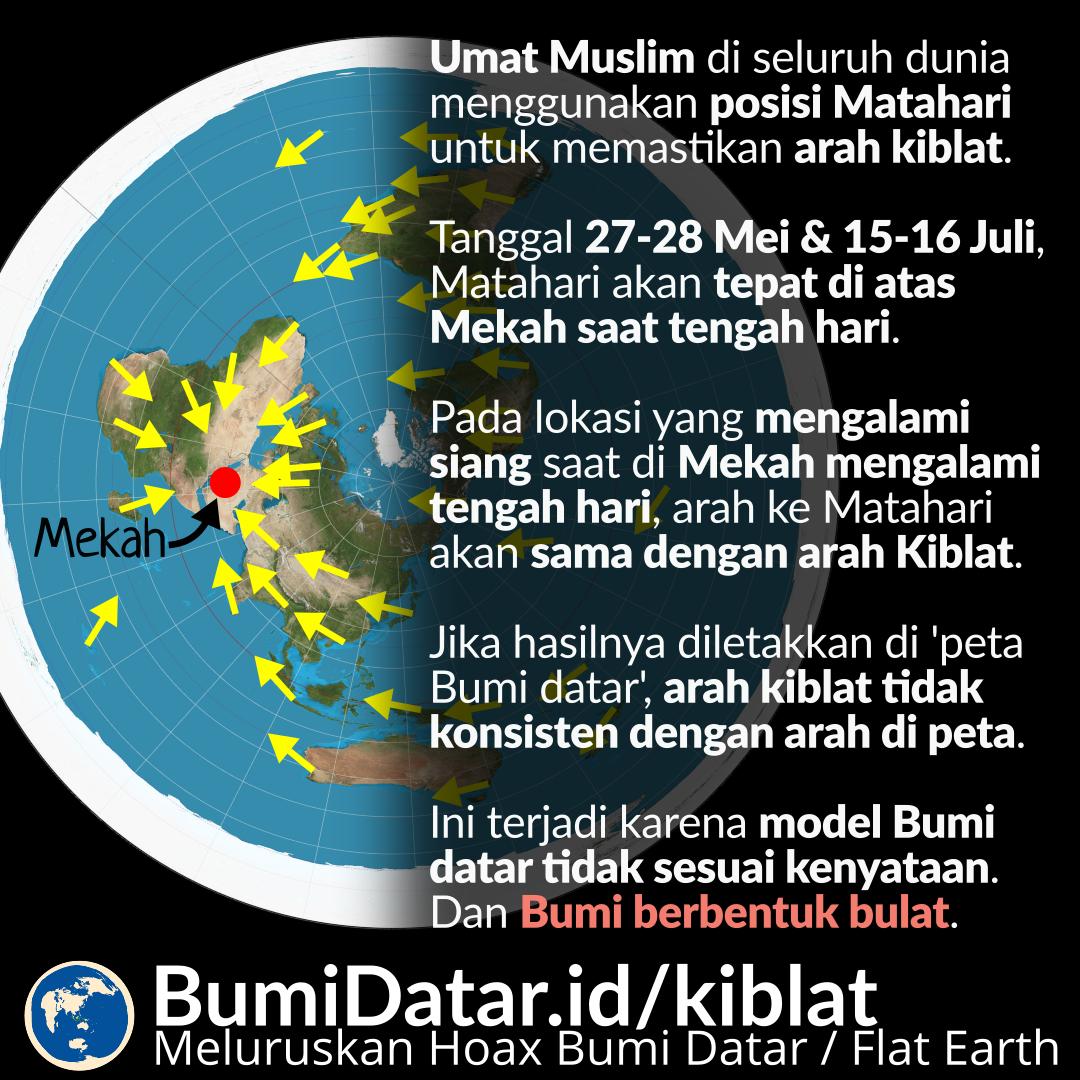 Umat Muslim di seluruh dunia
menggunakan posisi Matahari
untuk memastikan arah kiblat.
Tanggal 27-28 Mei & 15-16 Juli,
Matahari akan tepat di atas
Mekah saat tengah hari.
Pada lokasi yang mengalami
siang saat di Mekah mengalami
tengah hari, arah ke Matahari
akan sama dengan arah Kiblat.
Mekah
Jika hasilnya diletakkan di 'peta
Bumi datar', arah kiblat tidak
konsisten dengan arah di peta.
Ini terjadi karena model Bumi
datar tidak sesuai kenyataan.
Dan Bumi berbentuk bulat.
BumiDatar.id/kiblat
Meluruskan Hoax Bumi Datar / Flat Earth